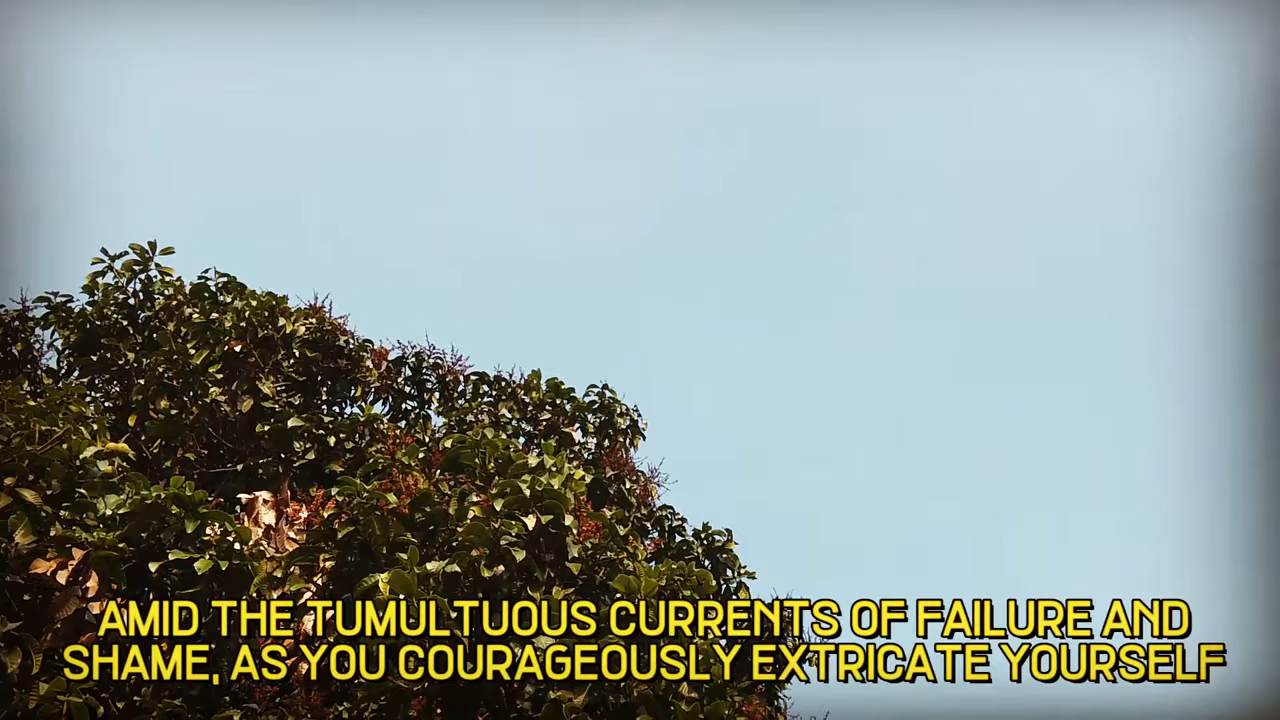 AMID THE TUMULTUOUS CURRENTS OF FAILURE AND
SHAME, AS YOU COURAGEOUSLY EXTRICATE YOURSELF